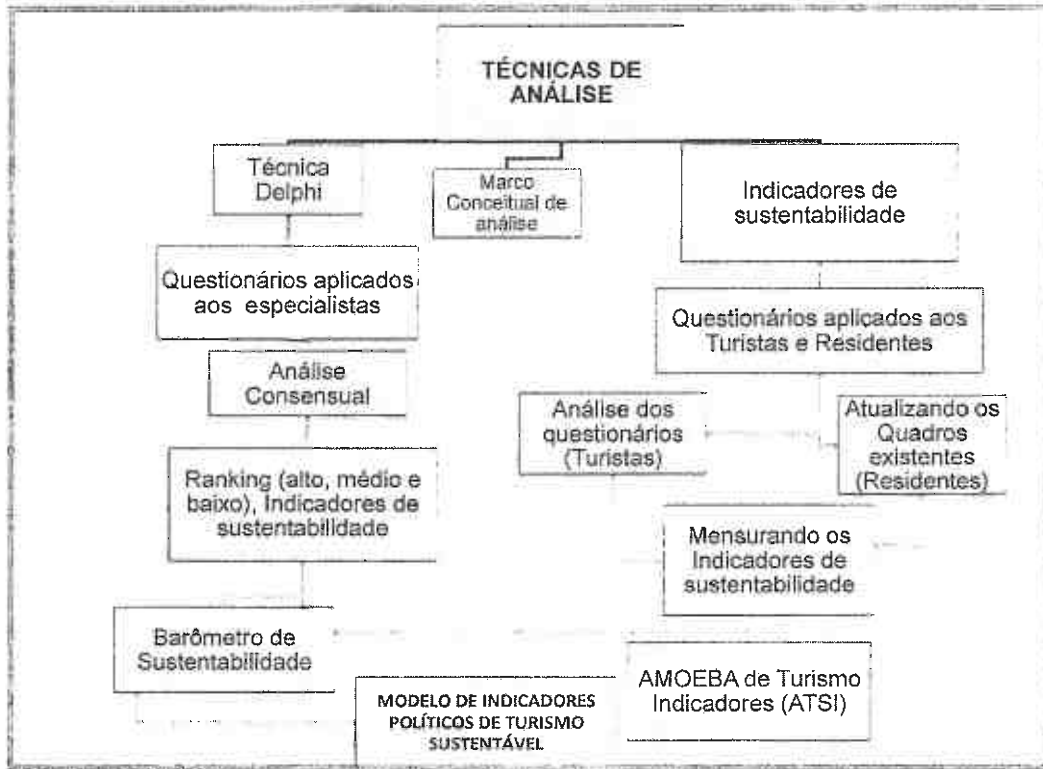 TÉCNICAS DE
ANÁLISE
Técnica
Delphi
Marco
Conceitual de
análise
Indicadores de
sustentabilidade
Questionários aplicados
aos especialistas
Questionários aplicados aos
Turistas e Residentes
Análise
Consensual
Análise dos
questionários
(Turistas)
Atualizando os
Quadros
existentes
(Residentes)
Ranking (alto, médio e
baixo), Indicadores de
sustentabilidade
Mensurando os
Indicadores de
sustentabilidade
Barômetro de
Sustentabilidade
AMOEBA de Turismo
Indicadores (ATSI)
MODELO DE INDICADORES
POLÍTICOS DE TURISMO
SUSTENTÁVEL